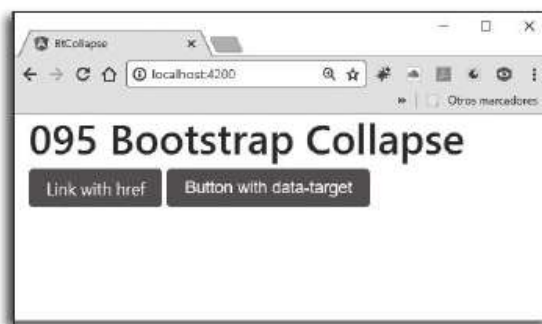 BtCollapse
localhost:4200
Otros marcadores
095 Bootstrap Collapse
Link with href
Button with data-target